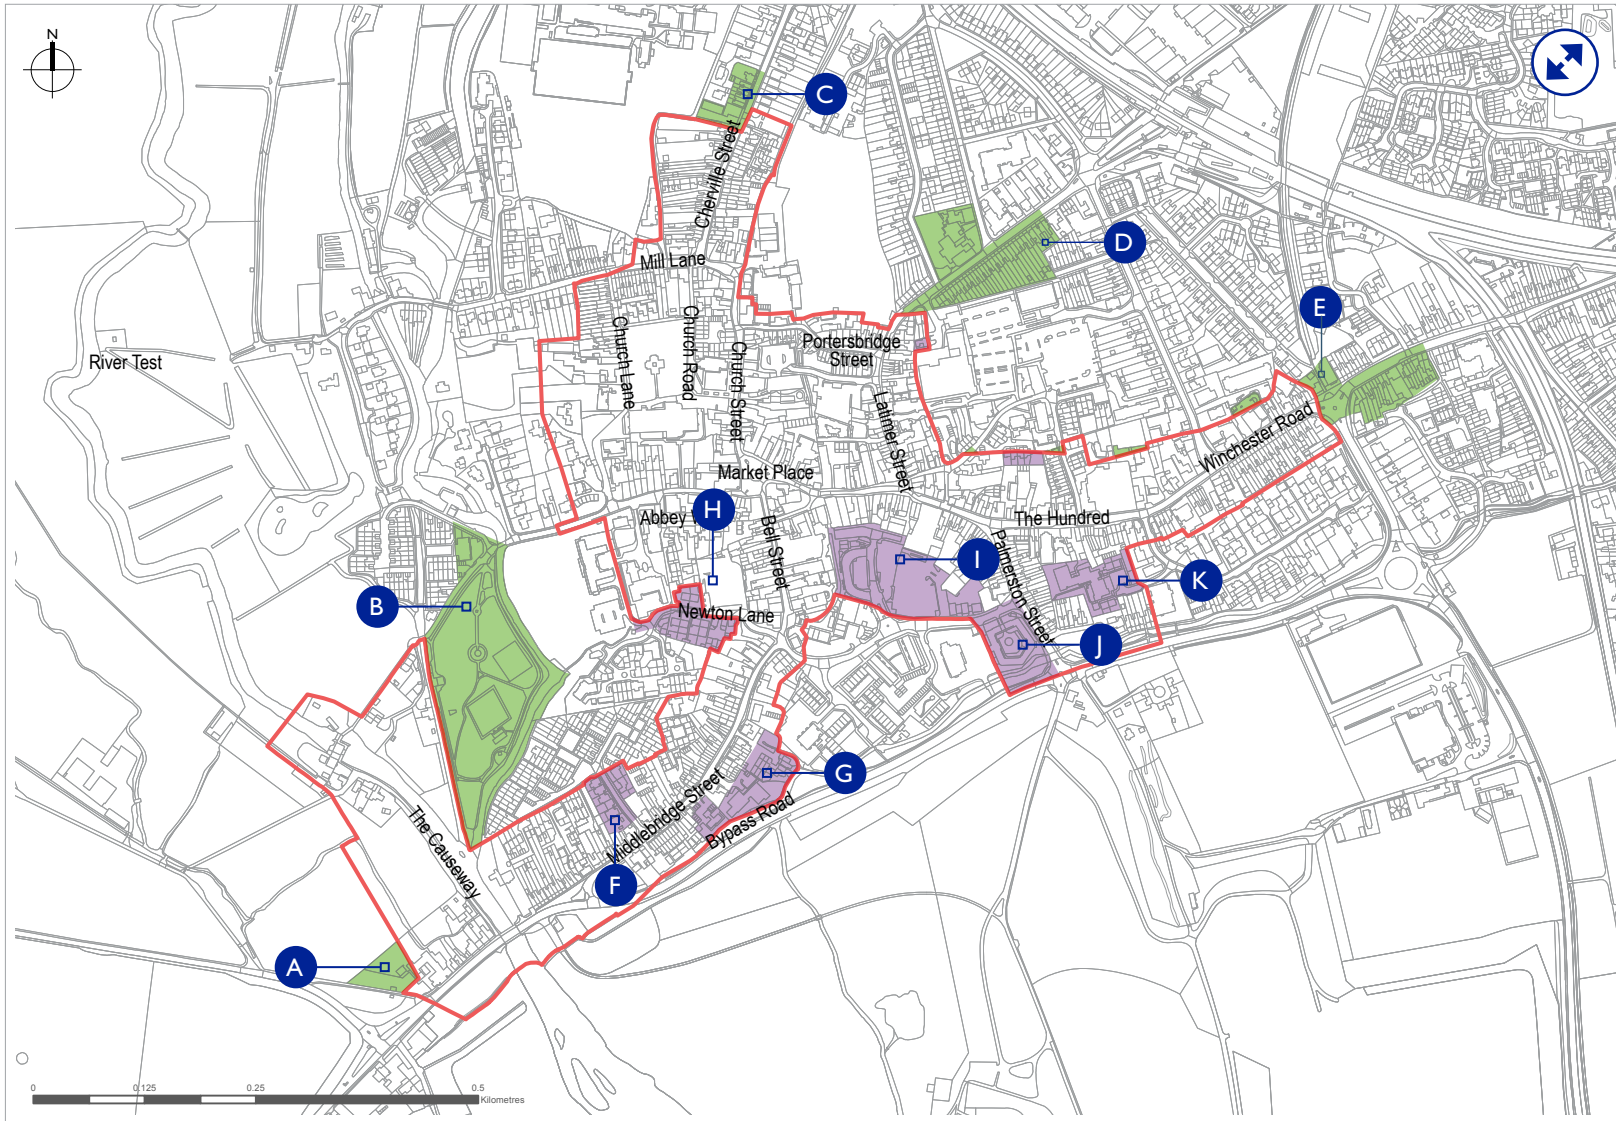 N
C
Cherville Street
D
Mill Lane
E
Church Lane
Church Road
Church Street
Portersbridge
Street
River Test
Latimer Street
Winchester Road
Market Place
H
Abbey W
Bell Street
The Hundred
Palmerston Street
I
K
B
Newton Lane
J
G
Middlebridge Street
Bypass Road
The Causeway
F
A
0 0.125 0.25 0.5
Kilometres